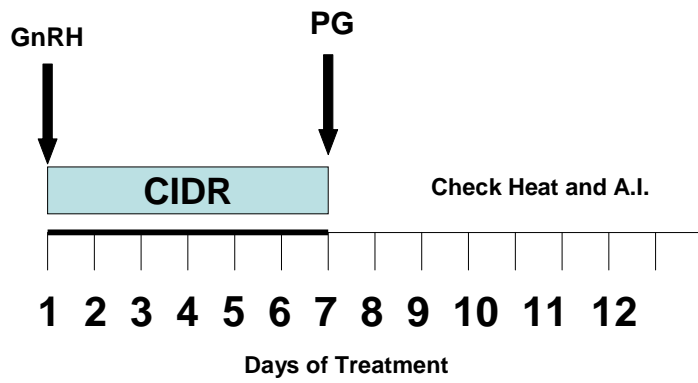 GnRH
PG
CIDR
Check Heat and A.I.
1 2 3 4 5 6 7 8 9 10 11 12
Days of Treatment